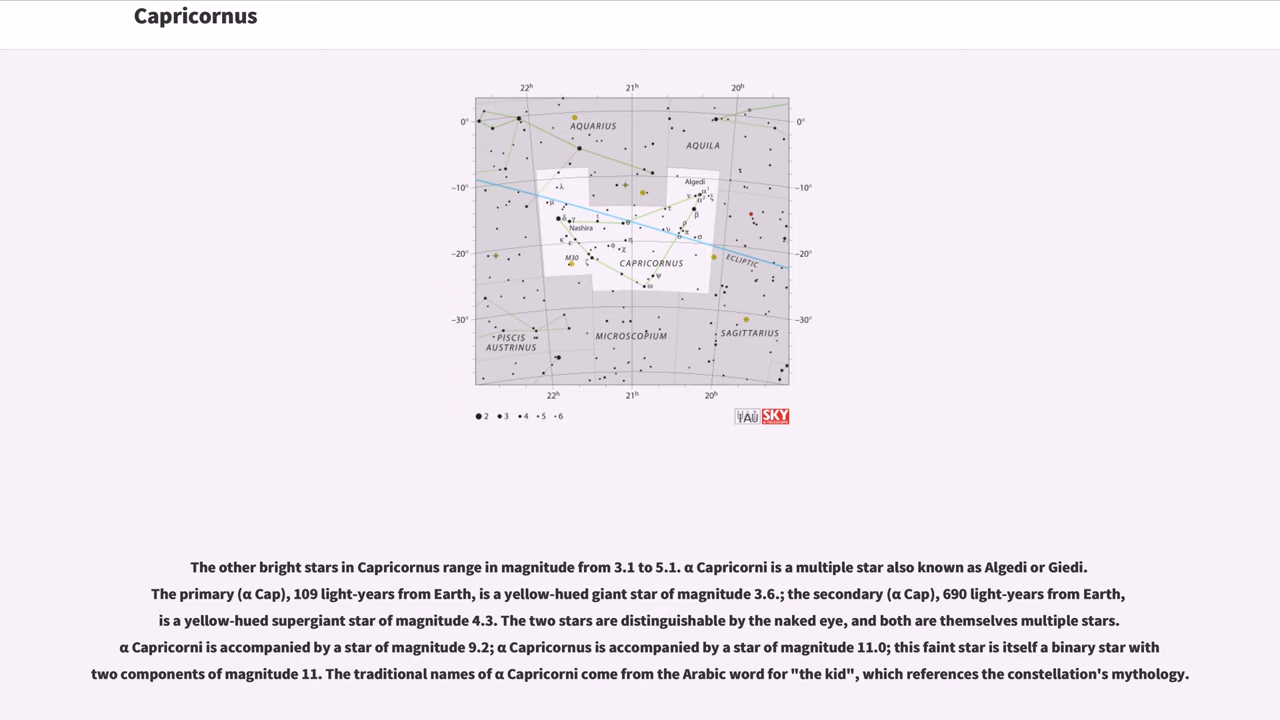 Capricornus
22h 21h 20h
0° AQUARIUS 0°
AQUILA
Algedi
-10° λ ν α¹ ξ -10°
α²
μ τ
δ γ ι θ β
Nashira υ ρ
κ ε φ η π σ
-20° χ -20°
M30 ζ CAPRICORNUS ECLIPTIC
ψ
ω
-30° -30°
PISCIS AUSTRINUS MICROSCOPIUM SAGITTARIUS
22h 21h 20h
2 3 4 5 6 IAU SKY
The other bright stars in Capricornus range in magnitude from 3.1 to 5.1. α Capricorni is a multiple star also known as Algedi or Giedi.
The primary (α Cap), 109 light-years from Earth, is a yellow-hued giant star of magnitude 3.6.; the secondary (α Cap), 690 light-years from Earth,
is a yellow-hued supergiant star of magnitude 4.3. The two stars are distinguishable by the naked eye, and both are themselves multiple stars.
α Capricorni is accompanied by a star of magnitude 9.2; α Capricornus is accompanied by a star of magnitude 11.0; this faint star is itself a binary star with
two components of magnitude 11. The traditional names of α Capricorni come from the Arabic word for "the kid", which references the constellation's mythology.